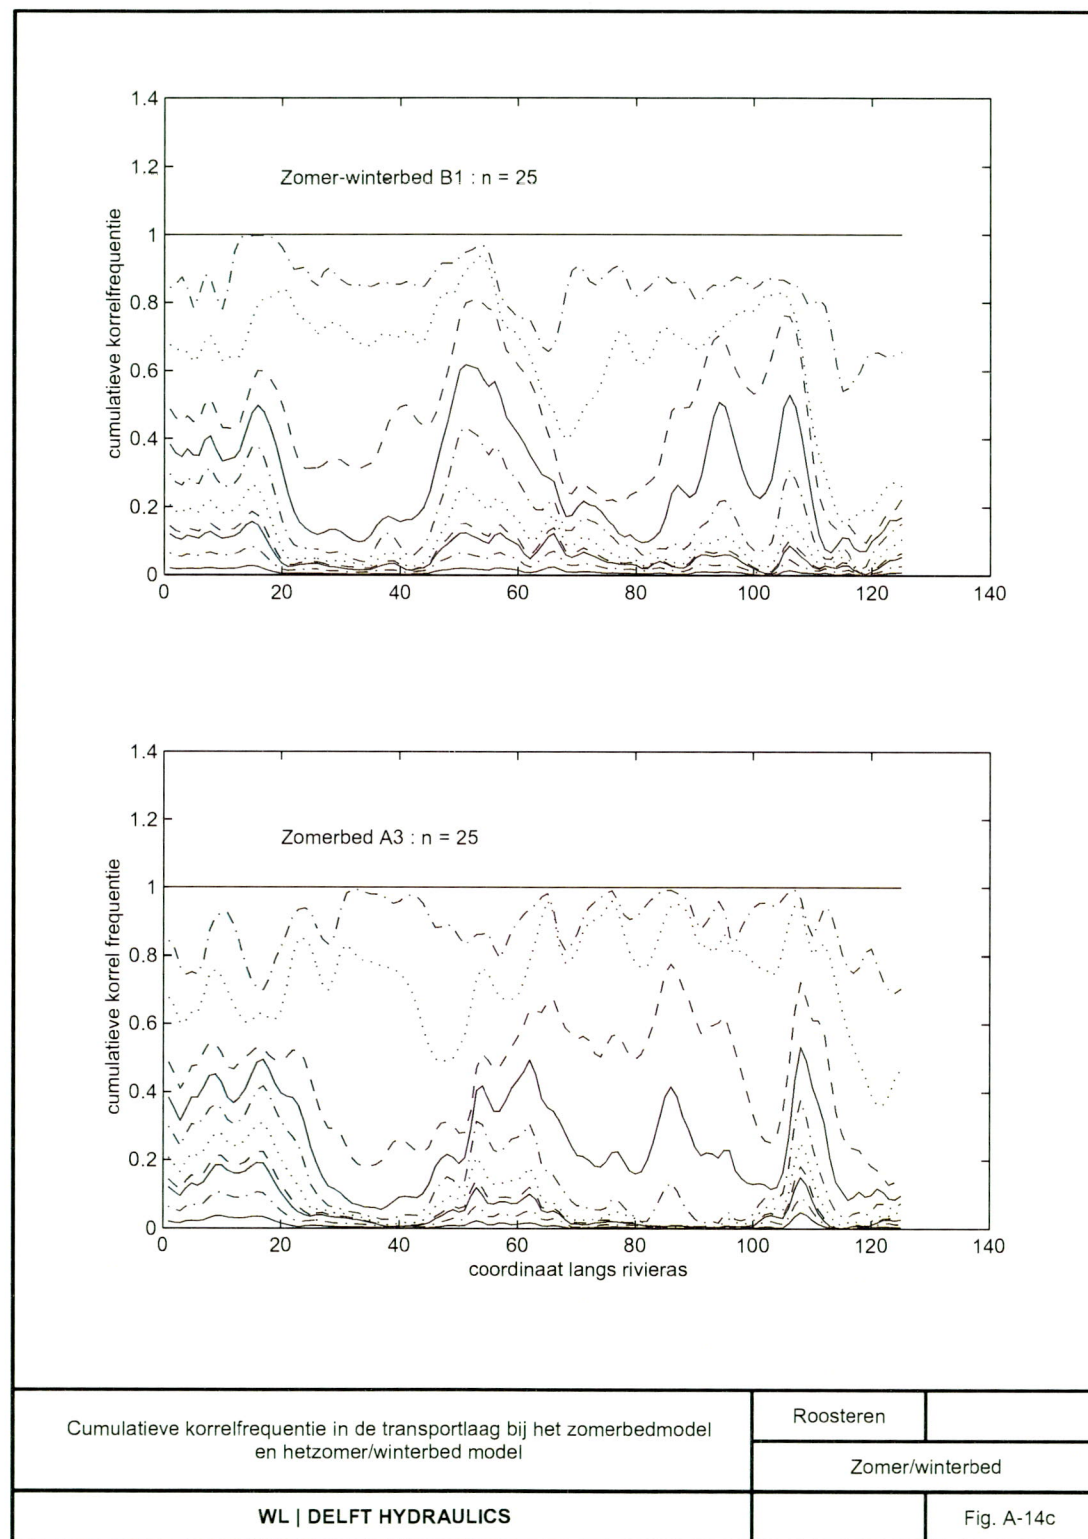 1.4
1.2
1
0.8
0.6
0.4
0.2
0
cumulatieve korrelfrequentie
Zomer-winterbed B1 : n = 25
0 20 40 60 80 100 120 140
1.4
1.2
1
0.8
0.6
0.4
0.2
0
cumulatieve korrel frequentie
Zomerbed A3 : n = 25
0 20 40 60 80 100 120 140
coordinaat langs rivieras
Cumulatieve korrelfrequentie in de transportlaag bij het zomerbedmodel
en hetzomer/winterbed model
Roosteren
Zomer/winterbed
WL | DELFT HYDRAULICS
Fig. A-14c